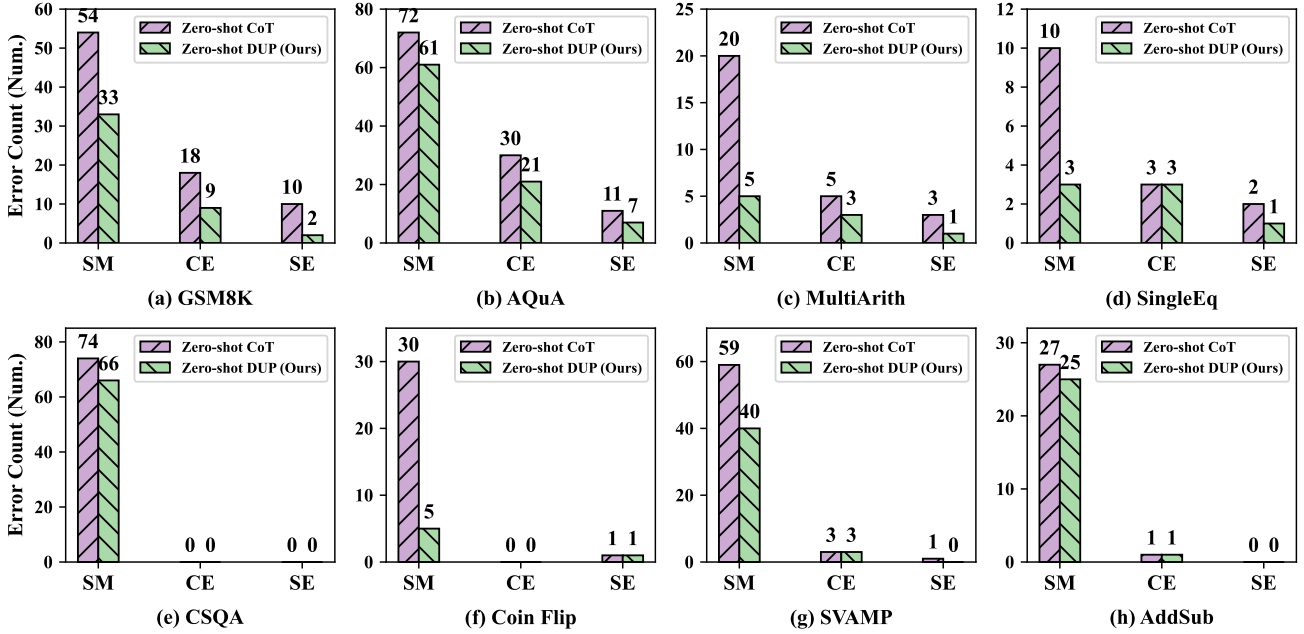 Error Count (Num.)
60
50
40
30
20
10
0
54
33
18
9
10
2
Zero-shot CoT
Zero-shot DUP (Ours)
SM CE SE
(a) GSM8K
80
60
40
20
0
72
61
30
21
11
7
Zero-shot CoT
Zero-shot DUP (Ours)
SM CE SE
(b) AQuA
25
20
15
10
5
0
20
5
5
3
3
1
Zero-shot CoT
Zero-shot DUP (Ours)
SM CE SE
(c) MultiArith
12
10
8
6
4
2
0
10
3
3 3
2
1
Zero-shot CoT
Zero-shot DUP (Ours)
SM CE SE
(d) SingleEq
Error Count (Num.)
80
60
40
20
0
74
66
0 0
0 0
Zero-shot CoT
Zero-shot DUP (Ours)
SM CE SE
(e) CSQA
30
20
10
0
30
5
0 0
1 1
Zero-shot CoT
Zero-shot DUP (Ours)
SM CE SE
(f) Coin Flip
60
40
20
0
59
40
3 3
1 0
Zero-shot CoT
Zero-shot DUP (Ours)
SM CE SE
(g) SVAMP
30
20
10
0
27
25
1 1
0 0
Zero-shot CoT
Zero-shot DUP (Ours)
SM CE SE
(h) AddSub